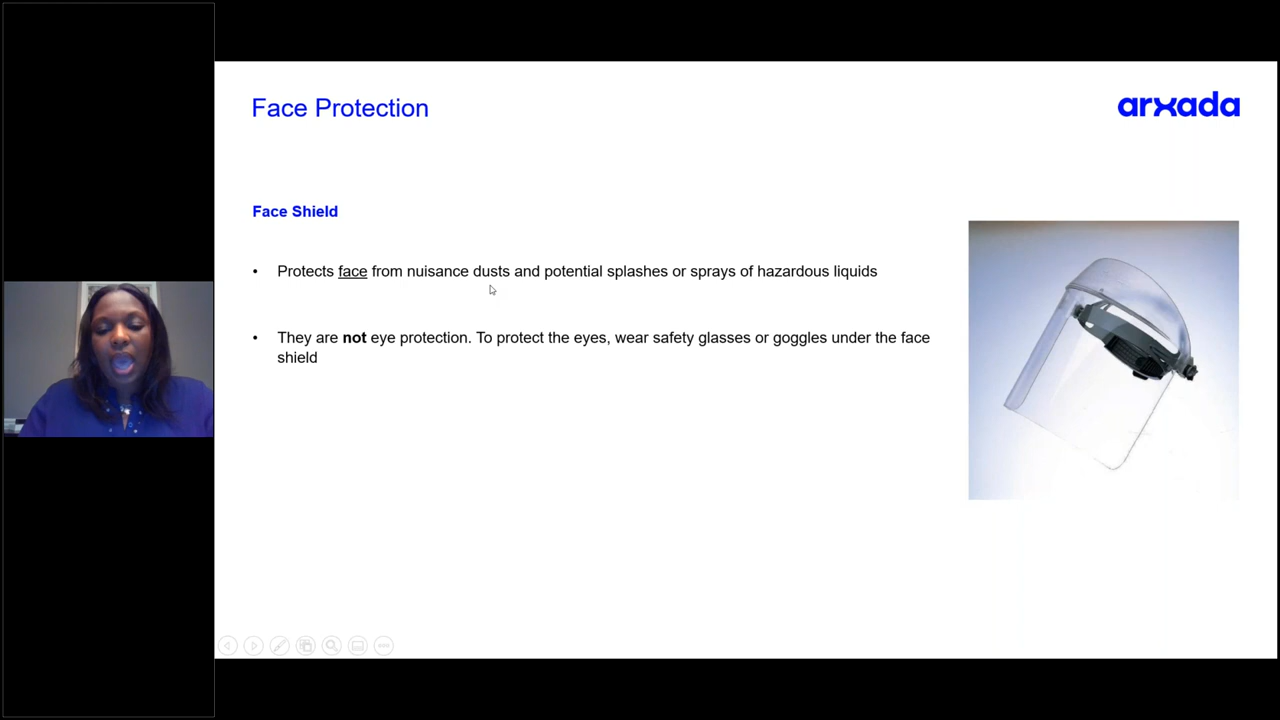 Face Protection
arxada
Face Shield
• Protects face from nuisance dusts and potential splashes or sprays of hazardous liquids
• They are not eye protection. To protect the eyes, wear safety glasses or goggles under the face
shield